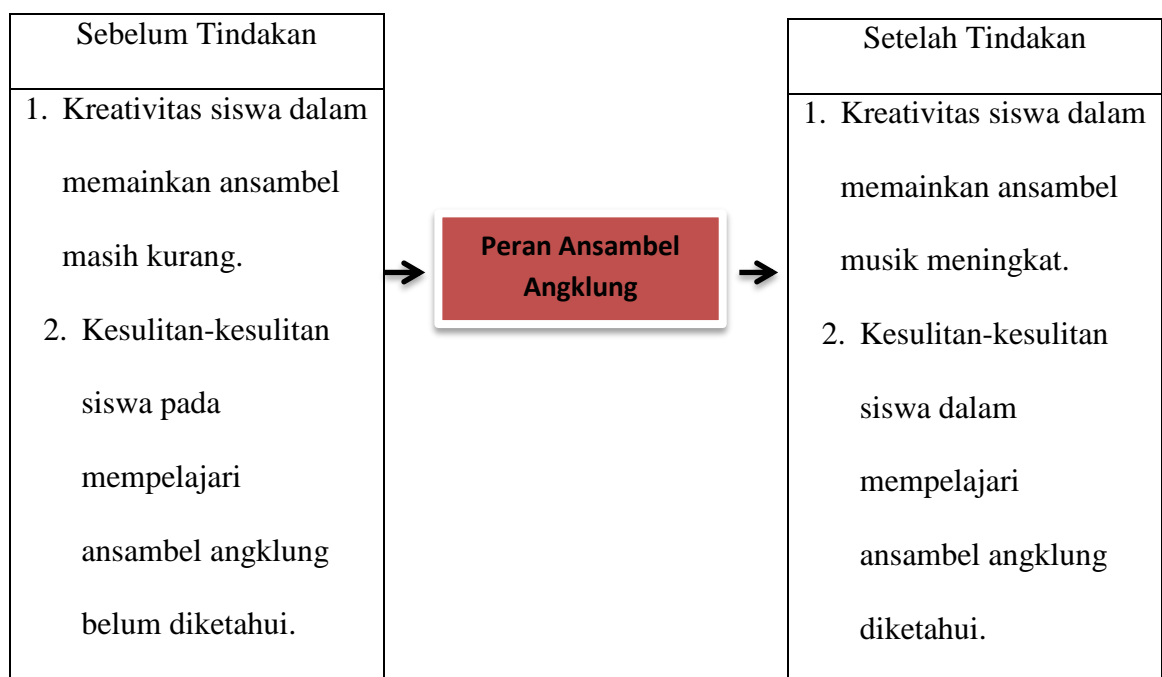 Sebelum Tindakan
1. Kreativitas siswa dalam
memainkan ansambel
masih kurang.
2. Kesulitan-kesulitan
siswa pada
mempelajari
ansambel angklung
belum diketahui.
Peran Ansambel
Angklung
Setelah Tindakan
1. Kreativitas siswa dalam
memainkan ansambel
musik meningkat.
2. Kesulitan-kesulitan
siswa dalam
mempelajari
ansambel angklung
diketahui.